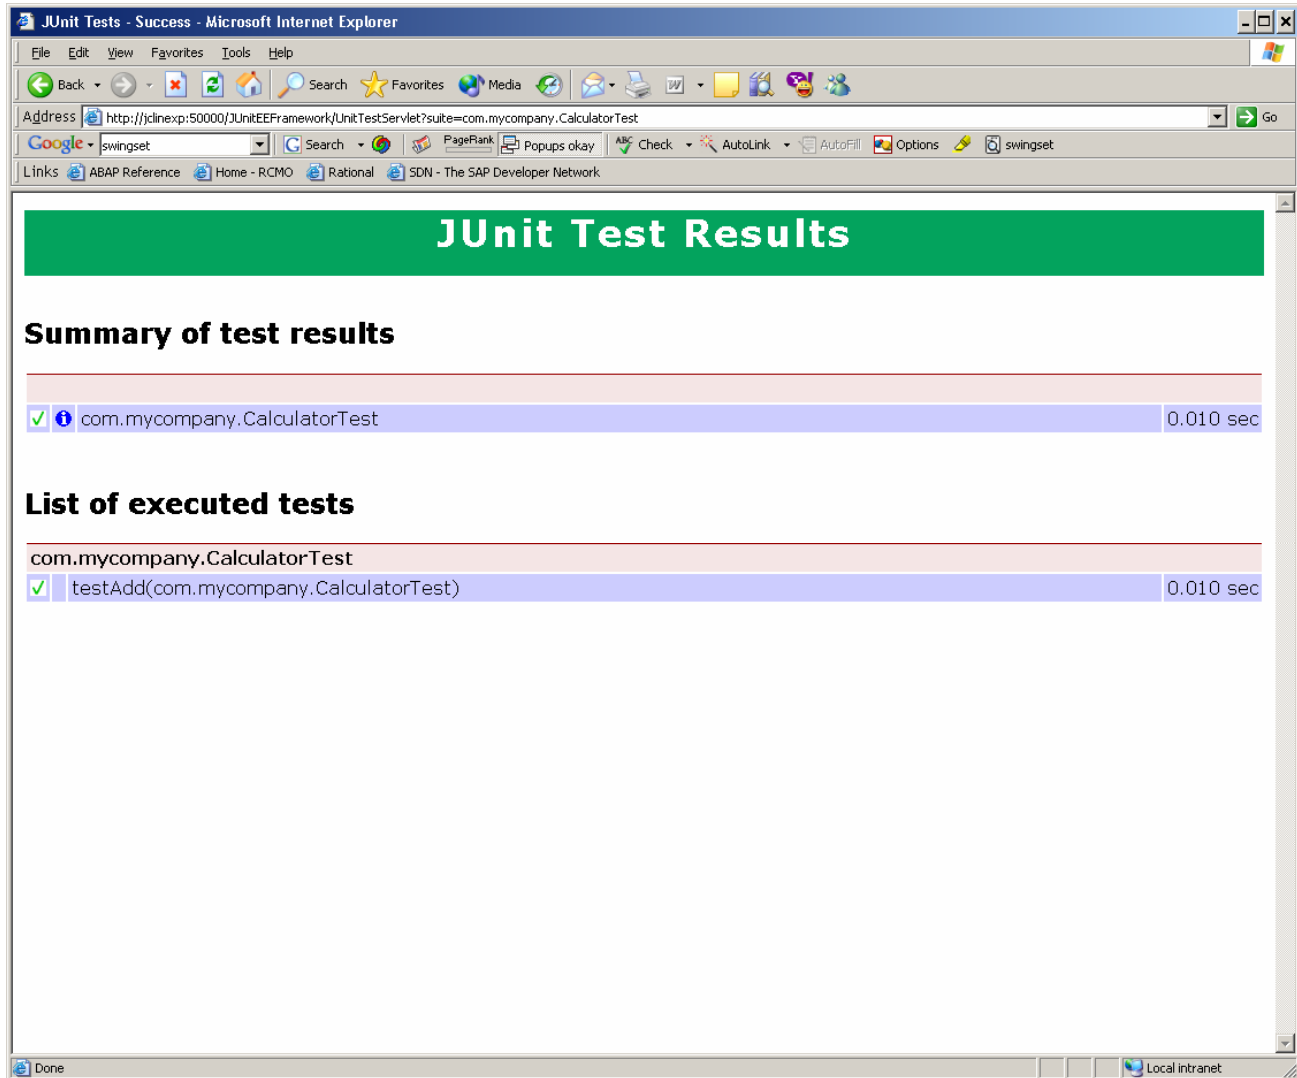 JUnit Tests - Success - Microsoft Internet Explorer
File Edit View Favorites Tools Help
Back Search Favorites Media
Address http://jclinexp:50000/JUnitEEFramework/UnitTestServlet?suite=com.mycompany.CalculatorTest Go
Google swingset Search PageRank Popups okay ABC Check AutoLink AutoFill Options swingset
Links ABAP Reference Home - RCMO Rational SDN - The SAP Developer Network
JUnit Test Results
Summary of test results
com.mycompany.CalculatorTest 0.010 sec
List of executed tests
com.mycompany.CalculatorTest
testAdd(com.mycompany.CalculatorTest) 0.010 sec
Done Local intranet